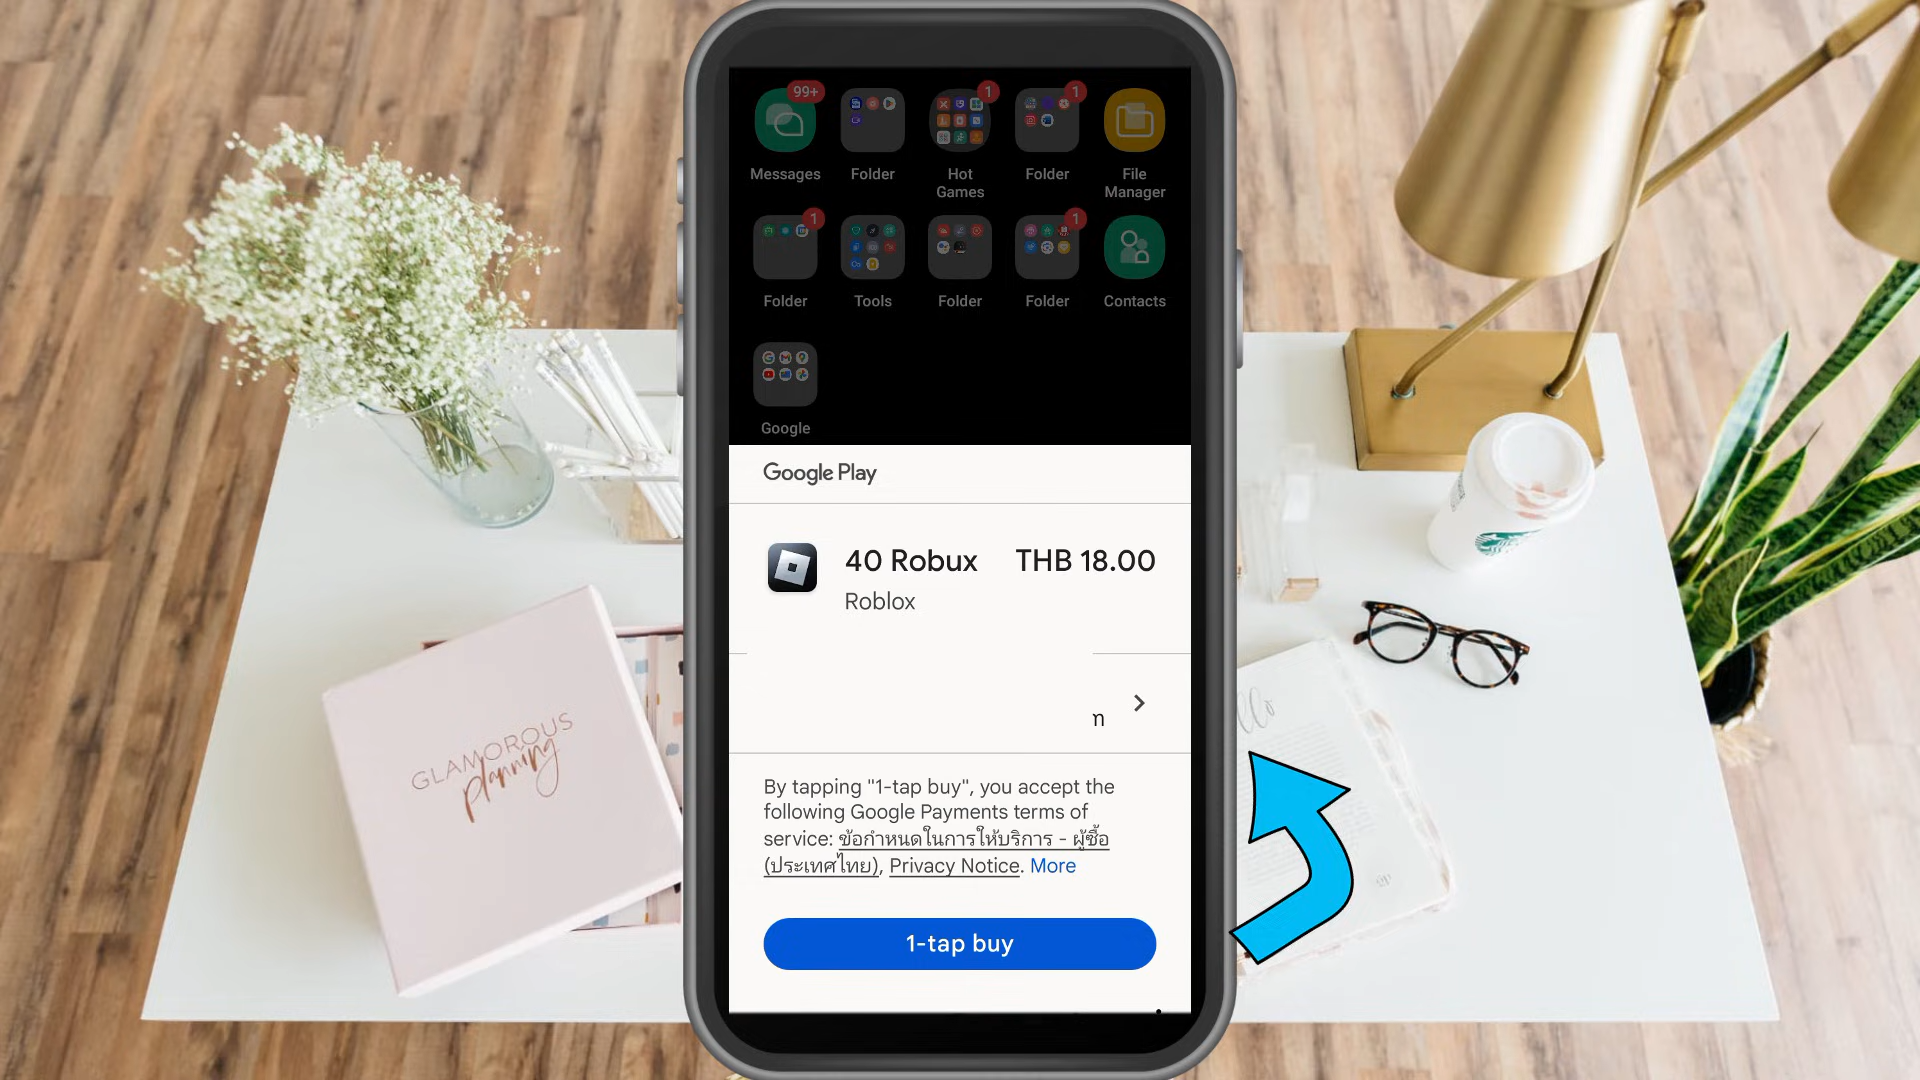 99+
1
1
Messages
Folder
Hot
Games
Folder
File
Manager
1
1
Folder
Tools
Folder
Folder
Contacts
Google
Google Play
40 Robux
THB 18.00
Roblox
m
By tapping "1-tap buy", you accept the
following Google Payments terms of
service: ข้อกำหนดในการให้บริการ - ผู้ซื้อ
(ประเทศไทย), Privacy Notice. More
1-tap buy
GLAMOROUS
planning